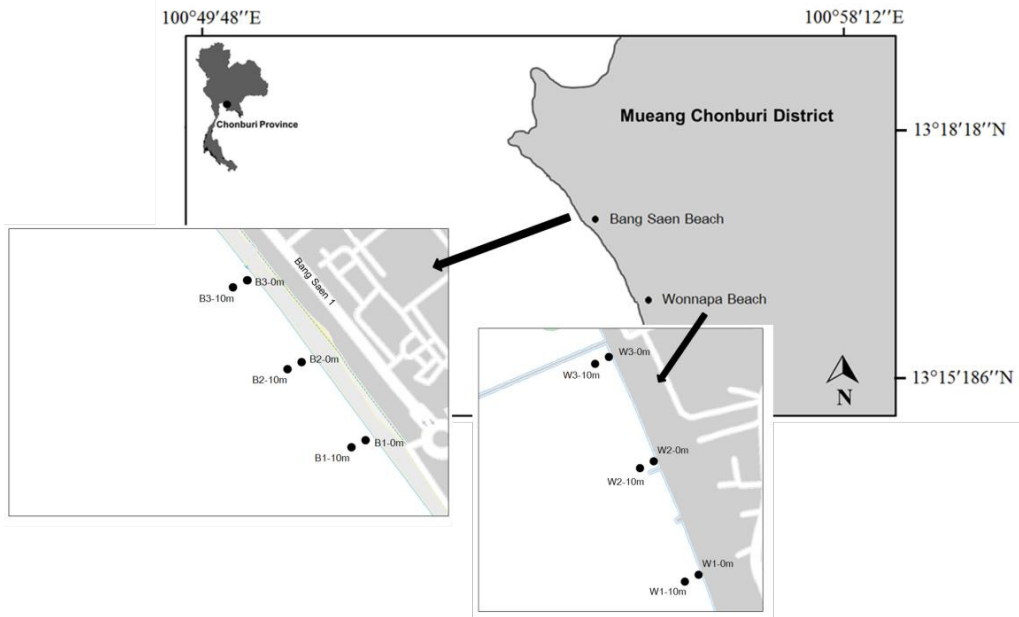 100°49′48′′E
100°58′12′′E
Chonburi Province
Mueang Chonburi District
13°18′18′′N
Bang Saen Beach
Wonnapa Beach
13°15′186′′N
N
Bang Saen 1
B3-0m
B3-10m
B2-0m
B2-10m
B1-0m
B1-10m
W3-0m
W3-10m
W2-0m
W2-10m
W1-0m
W1-10m